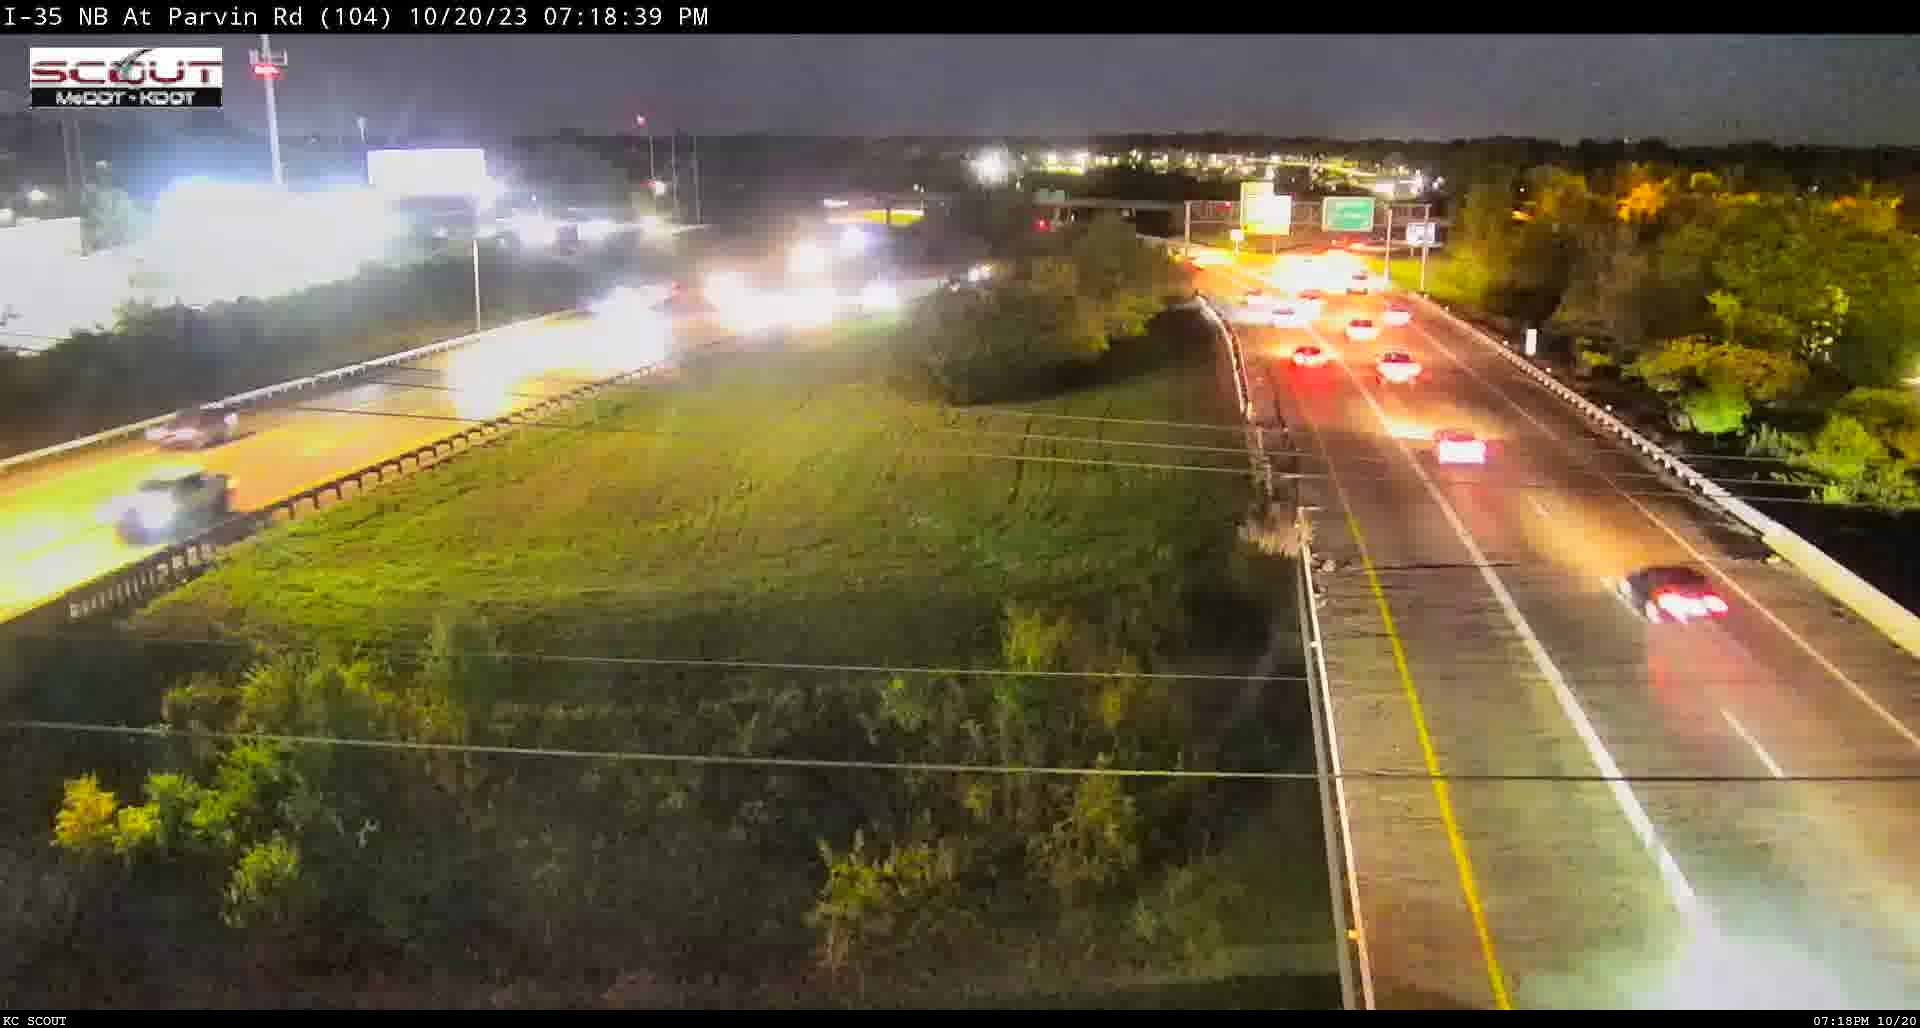 I-35 NB At Parvin Rd (104) 10/20/23 07:18:39 PM
SCOUT
MoDOT - KDOT
KC SCOUT
07:18PM 10/20